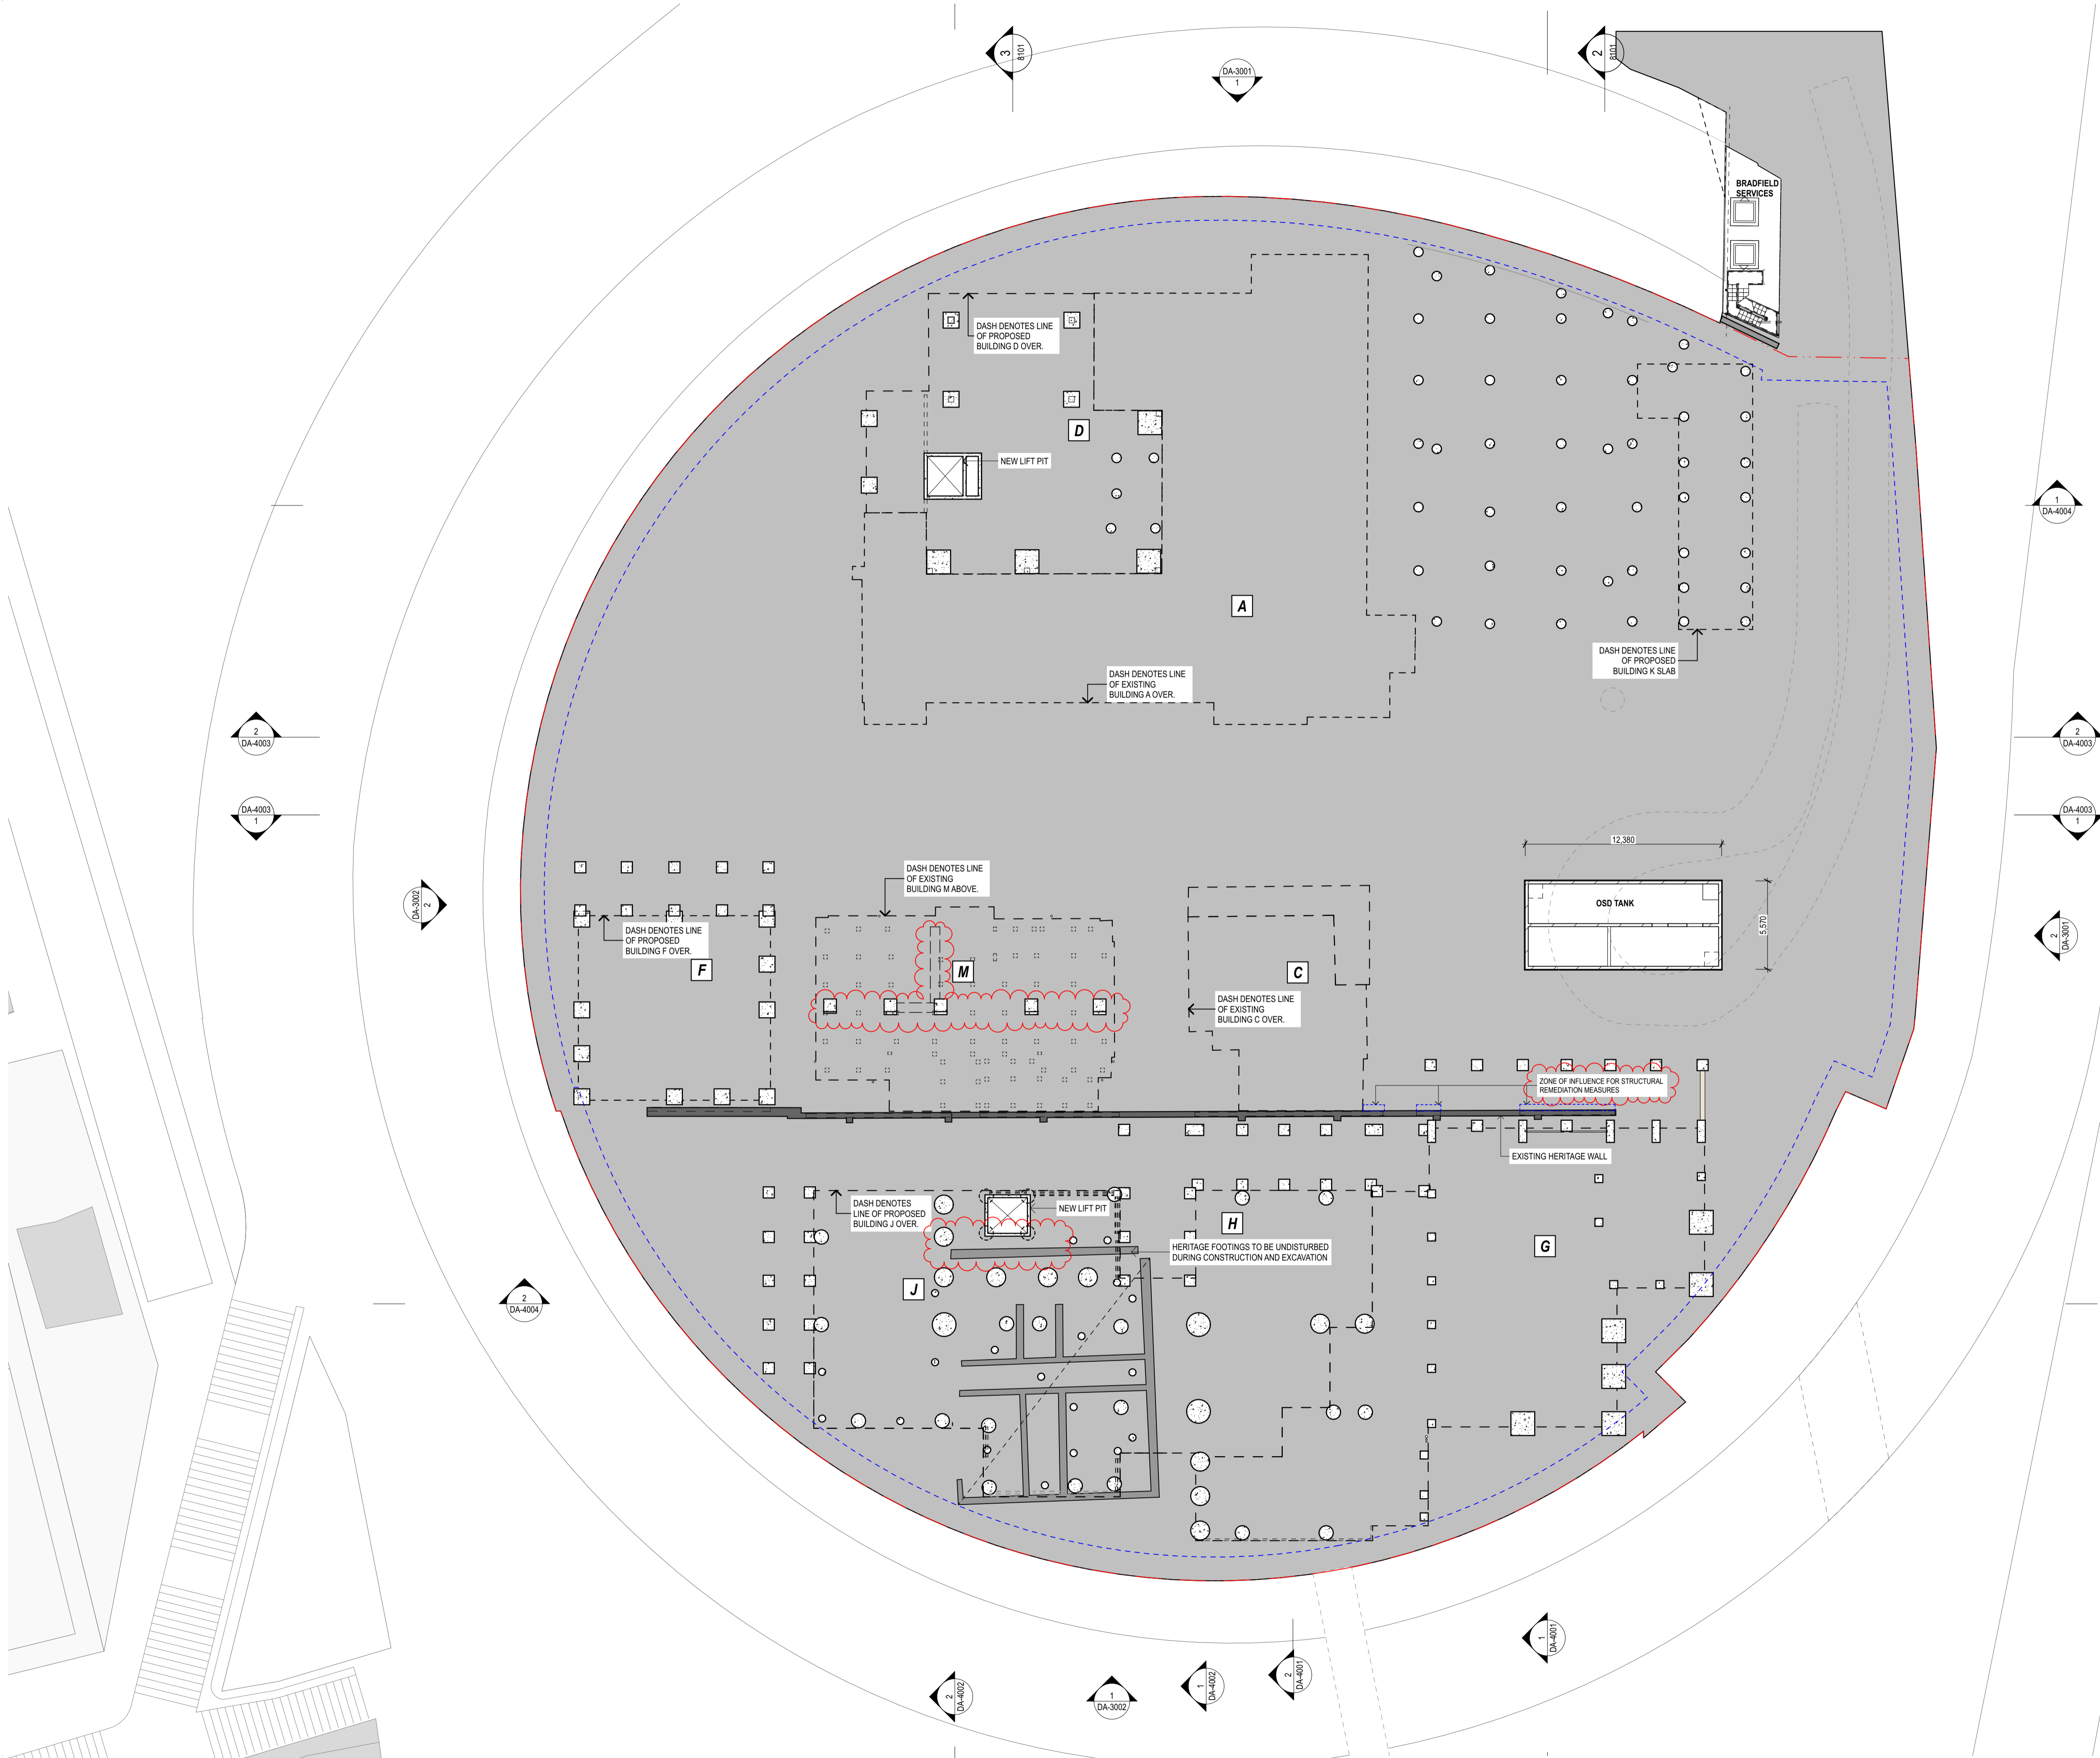 3
8101
2
8101
DA-3001
1
BRADFIELD
SERVICES
DASH DENOTES LINE
OF PROPOSED
BUILDING D OVER.
D
NEW LIFT PIT
1
DA-4004
A
DASH DENOTES LINE
OF PROPOSED
BUILDING K SLAB
DASH DENOTES LINE
OF EXISTING
BUILDING A OVER.
2
DA-4003
2
DA-4003
DA-4003
1
DA-4003
1
12,380
DASH DENOTES LINE
OF EXISTING
BUILDING M ABOVE.
OSD TANK
5,570
DA-3002
2
DASH DENOTES LINE
OF PROPOSED
BUILDING F OVER.
F
M
C
2
DA-3001
DASH DENOTES LINE
OF EXISTING
BUILDING C OVER.
ZONE OF INFLUENCE FOR STRUCTURAL
REMEDIATION MEASURES
EXISTING HERITAGE WALL
DASH DENOTES
LINE OF PROPOSED
BUILDING J OVER.
NEW LIFT PIT
H
G
HERITAGE FOOTINGS TO BE UNDISTURBED
DURING CONSTRUCTION AND EXCAVATION
J
2
DA-4004
1
DA-4001
2
DA-4002
1
DA-3002
1
DA-4002
2
DA-4001